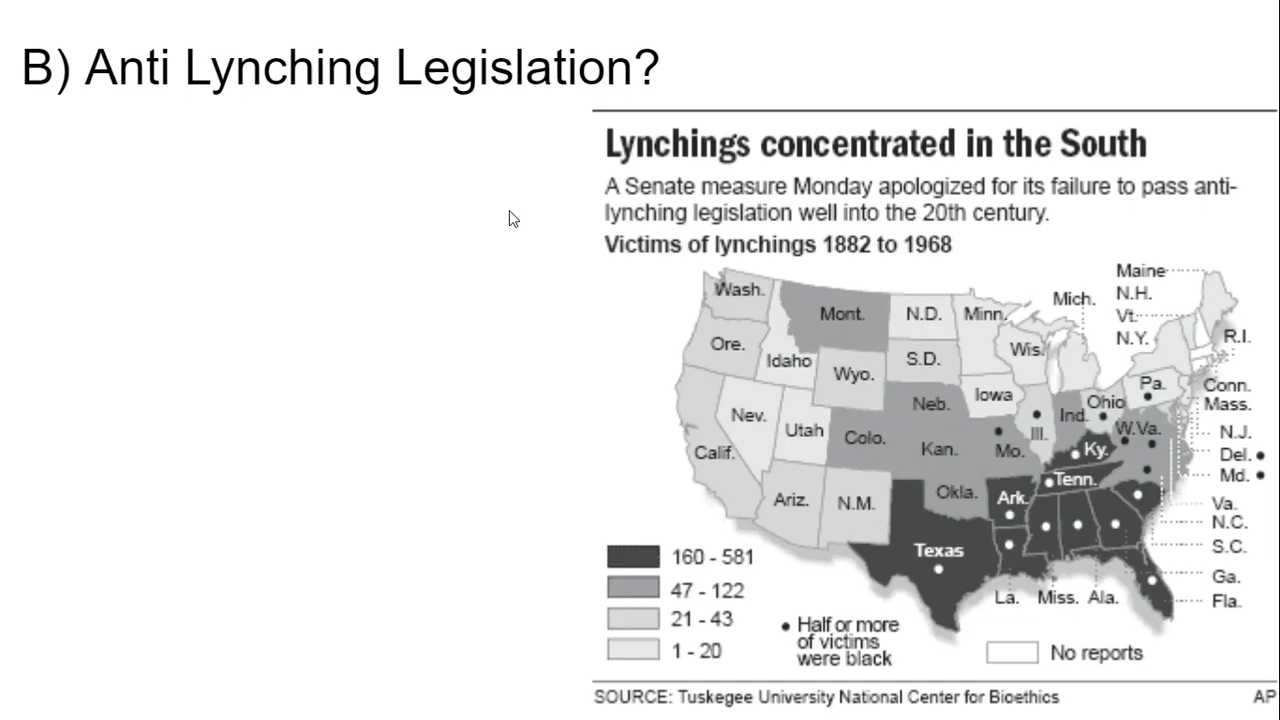 B) Anti Lynching Legislation?
Lynchings concentrated in the South
A Senate measure Monday apologized for its failure to pass anti-
lynching legislation well into the 20th century.
Victims of lynchings 1882 to 1968
Wash.
Mont.
N.D.
Minn.
Mich.
Maine
N.H.
Vt.
N.Y.
R.I.
Ore.
Idaho
Wyo.
S.D.
Wis.
Pa.
Conn.
Mass.
Nev.
Utah
Colo.
Neb.
Iowa
Ill.
Ind.
Ohio
W.Va.
N.J.
Del.
Md.
Calif.
Ariz.
N.M.
Kan.
Mo.
Ky.
Okla.
Ark.
Tenn.
Va.
N.C.
S.C.
Texas
La.
Miss.
Ala.
Ga.
Fla.
160 - 581
47 - 122
21 - 43
1 - 20
Half or more
of victims
were black
No reports
SOURCE: Tuskegee University National Center for Bioethics
AP